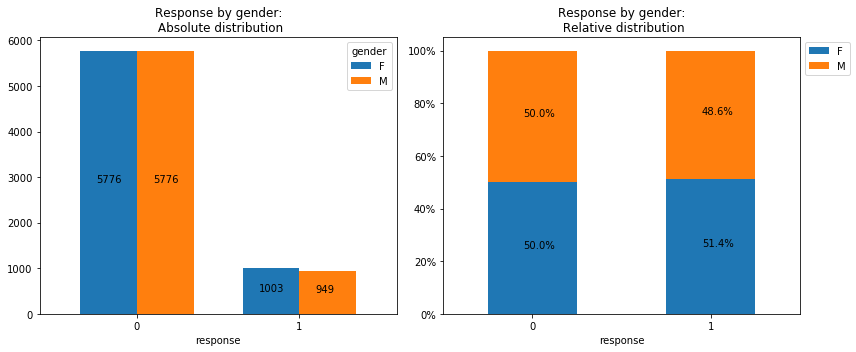 Response by gender:
Absolute distribution
6000
5000
4000
3000
2000
1000
0
5776
5776
1003
949
0
1
response
gender
F
M
Response by gender:
Relative distribution
100%
80%
60%
40%
20%
0%
50.0%
48.6%
50.0%
51.4%
0
1
response
F
M